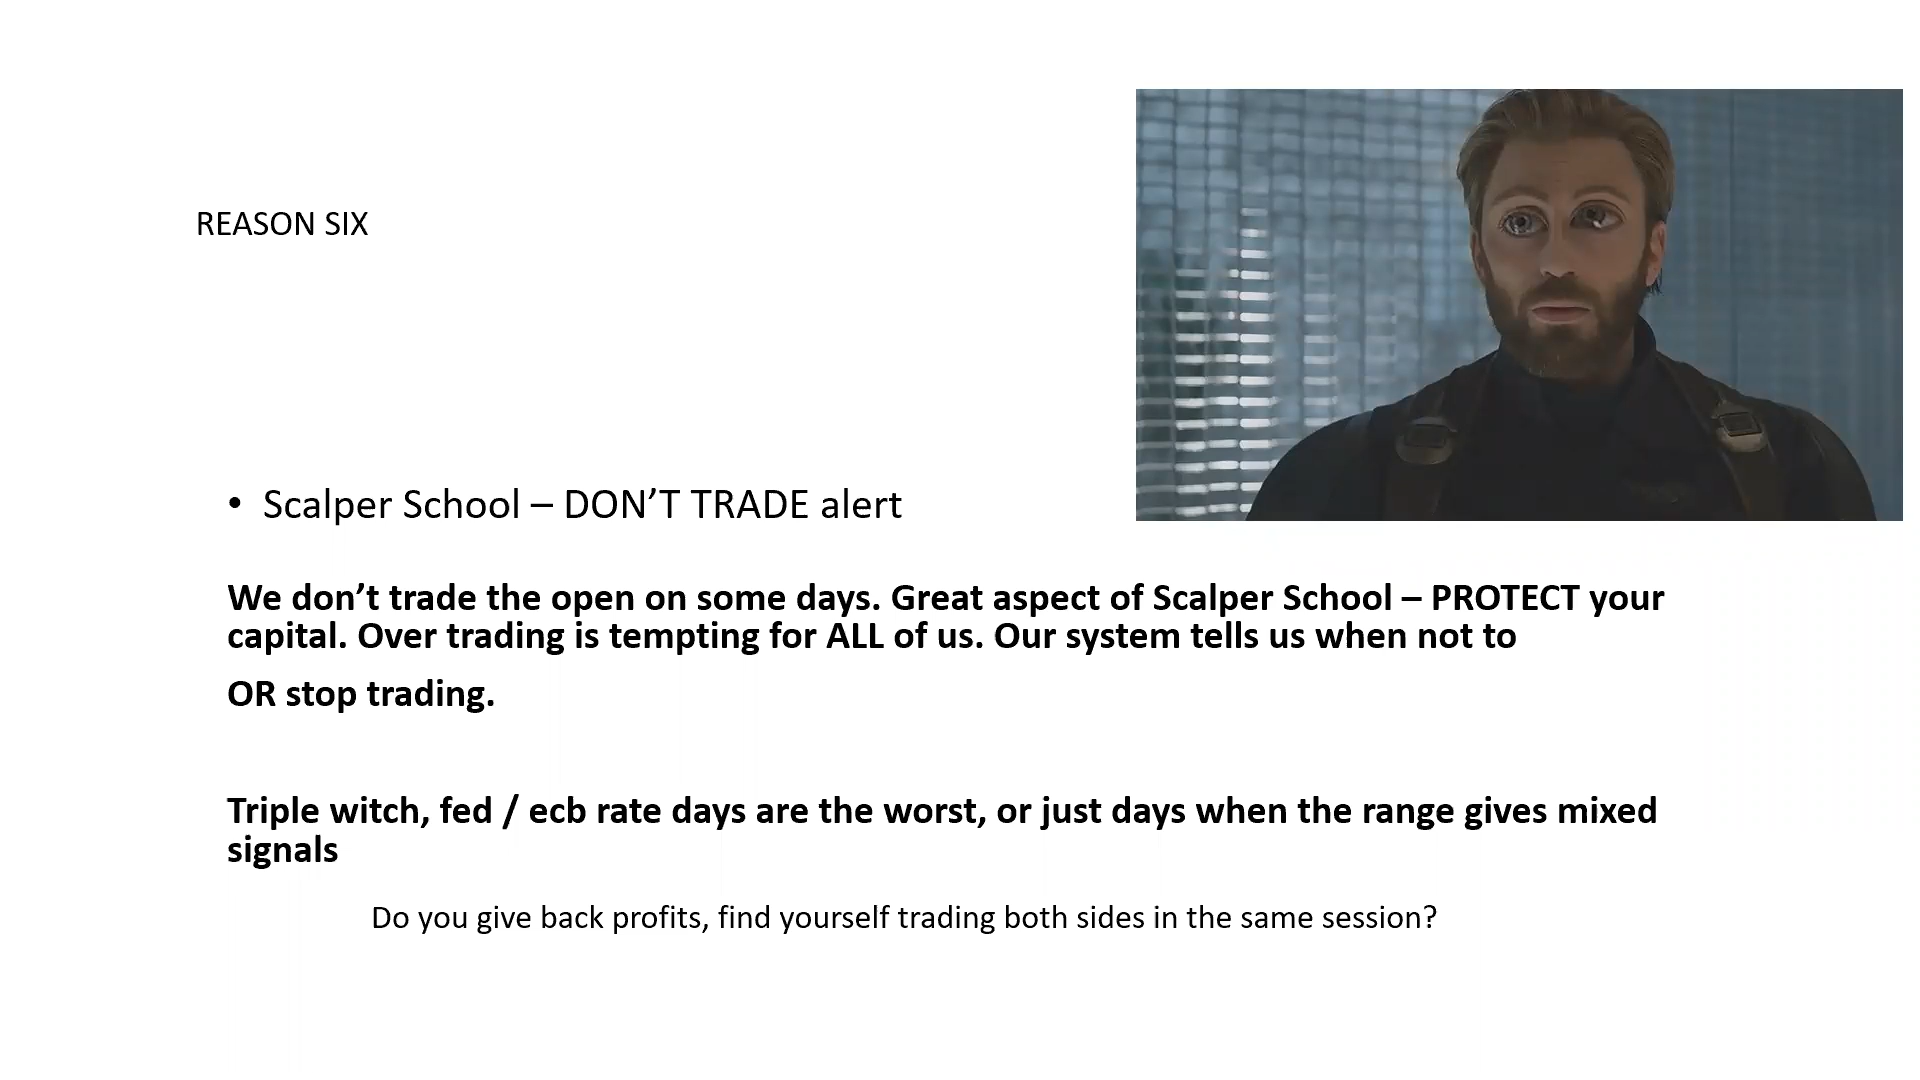 REASON SIX
• Scalper School – DON’T TRADE alert
We don’t trade the open on some days. Great aspect of Scalper School – PROTECT your
capital. Over trading is tempting for ALL of us. Our system tells us when not to
OR stop trading.
Triple witch, fed / ecb rate days are the worst, or just days when the range gives mixed
signals
Do you give back profits, find yourself trading both sides in the same session?